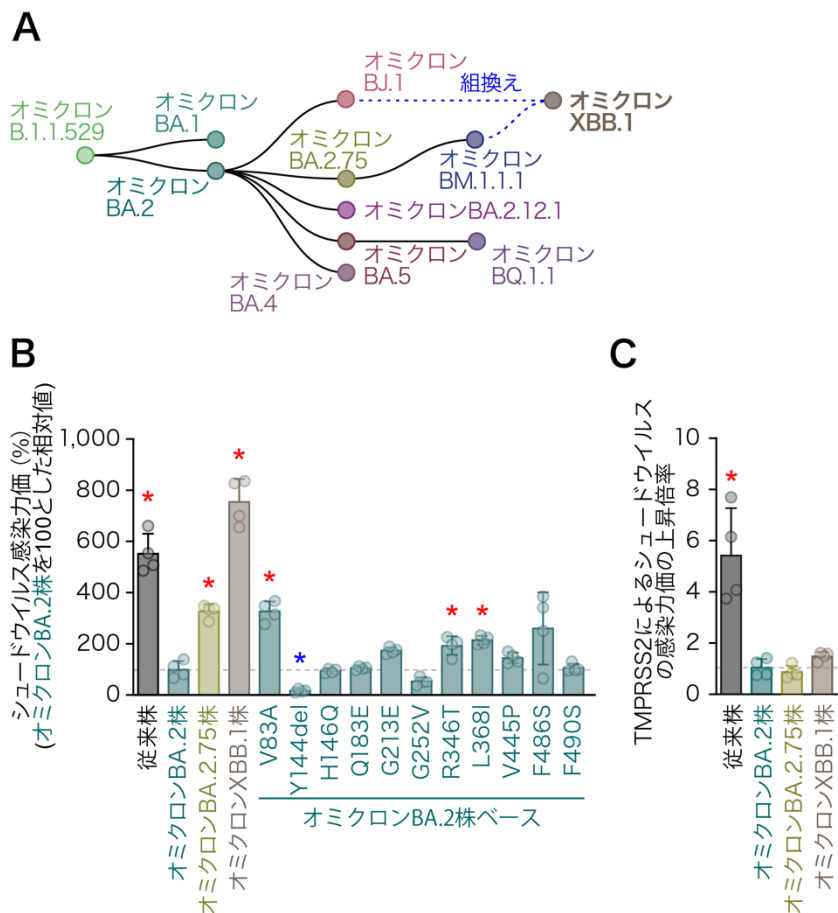 A
オミクロン
B.1.1.529
オミクロン
BA.1
オミクロン
BA.2
オミクロン
BJ.1
組換え
オミクロン
XBB.1
オミクロン
BA.2.75
オミクロン
BM.1.1.1
オミクロンBA.2.12.1
オミクロン
BA.5
オミクロン
BQ.1.1
オミクロン
BA.4
B
シュードウイルス感染力価 (%)
(オミクロンBA.2株を100とした相対値)
1,000
800
600
400
200
0
*
*
*
*
*
*
*
従来株
オミクロンBA.2株
オミクロンBA.2.75株
オミクロンXBB.1株
V83A
Y144del
H146Q
Q183E
G213E
G252V
R346T
L368I
V445P
F486S
F490S
オミクロンBA.2株ベース
C
TMPRSS2によるシュードウイルス
の感染力価の上昇倍率
10
8
6
4
2
0
*
従来株
オミクロンBA.2株
オミクロンBA.2.75株
オミクロンXBB.1株